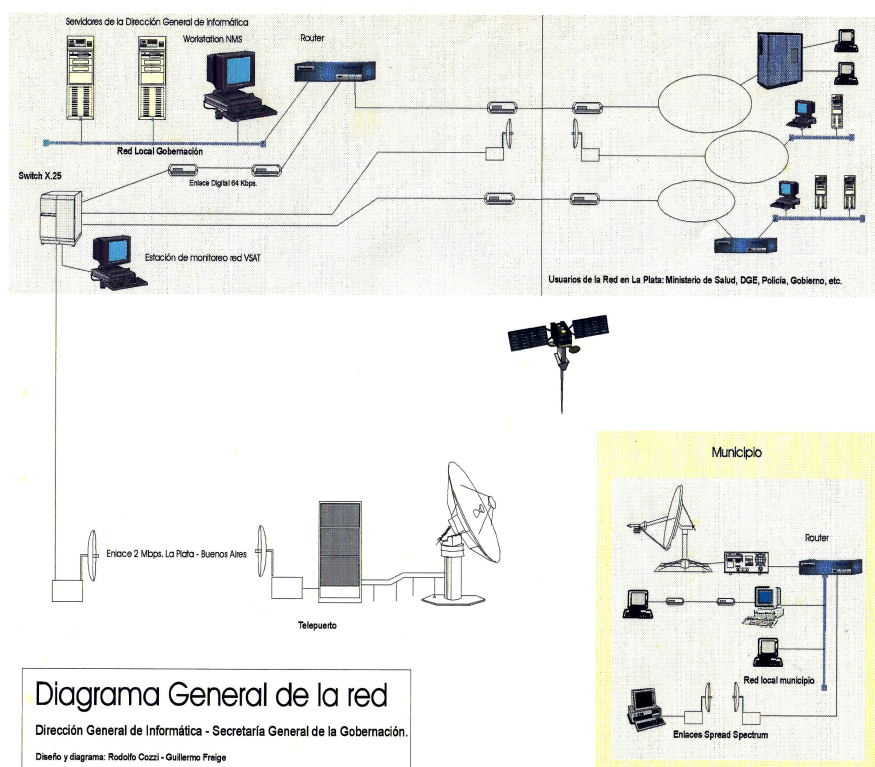 Servidores de la Dirección General de Informática
Workstation NMS
Router
Red Local Gobernación
Switch X.25
Enlace Digital 64 Kbps.
Estación de monitoreo red VSAT
Usuarios de la Red en La Plata: Ministerio de Salud, DGE, Policía, Gobierno, etc.
Enlace 2 Mbps. La Plata - Buenos Aires
Telepuerto
Municipio
Router
Red local municipio
Enlaces Spread Spectrum
Diagrama General de la red
Dirección General de Informática - Secretaría General de la Gobernación.
Diseño y diagrama: Rodolfo Cozzi - Guillermo Freige